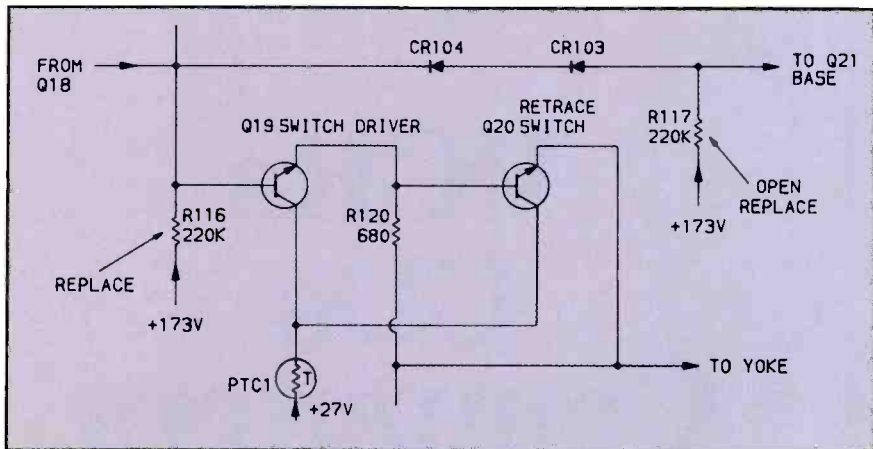 CR104
CR103
FROM
Q18
TO Q21
BASE
Q19 SWITCH DRIVER
RETRACE
Q20 SWITCH
R117
220K
OPEN
REPLACE
+173V
R116
220K
REPLACE
+173V
R120
680
TO YOKE
PTC1
T
+27V